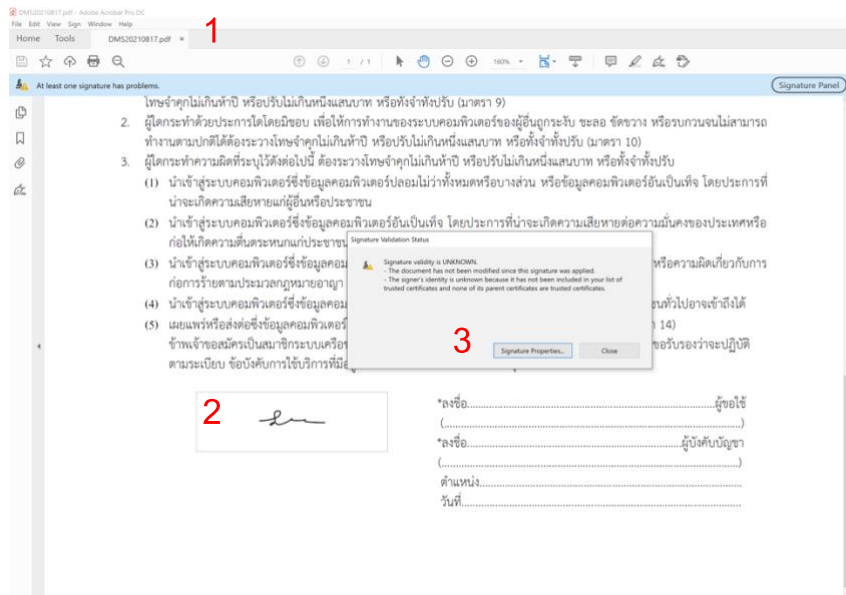 DMS20210817.pdf - Adobe Acrobat Pro DC
File Edit View Sign Window Help
1
Home Tools DMS20210817.pdf ×
1 / 1 160%
At least one signature has problems.
Signature Panel
โทษจำคุกไม่เกินห้าปี หรือปรับไม่เกินหนึ่งแสนบาท หรือทั้งจำทั้งปรับ (มาตรา 9)
2. ผู้ใดกระทำด้วยประการใดโดยมิชอบ เพื่อให้การทำงานของระบบคอมพิวเตอร์ของผู้อื่นถูกระงับ ชะลอ ขัดขวาง หรือรบกวนจนไม่สามารถ
ทำงานตามปกติได้ต้องระวางโทษจำคุกไม่เกินห้าปี หรือปรับไม่เกินหนึ่งแสนบาท หรือทั้งจำทั้งปรับ (มาตรา 10)
3. ผู้ใดกระทำความผิดที่ระบุไว้ดังต่อไปนี้ ต้องระวางโทษจำคุกไม่เกินห้าปี หรือปรับไม่เกินหนึ่งแสนบาท หรือทั้งจำทั้งปรับ
(1) นำเข้าสู่ระบบคอมพิวเตอร์ซึ่งข้อมูลคอมพิวเตอร์ปลอมไม่ว่าทั้งหมดหรือบางส่วน หรือข้อมูลคอมพิวเตอร์อันเป็นเท็จ โดยประการที่
น่าจะเกิดความเสียหายแก่ผู้อื่นหรือประชาชน
(2) นำเข้าสู่ระบบคอมพิวเตอร์ซึ่งข้อมูลคอมพิวเตอร์อันเป็นเท็จ โดยประการที่น่าจะเกิดความเสียหายต่อความมั่นคงของประเทศหรือ
ก่อให้เกิดความตื่นตระหนกแก่ประชาชน
(3) นำเข้าสู่ระบบคอมพิวเตอร์ซึ่งข้อมูลคอม หรือความผิดเกี่ยวกับการ
ก่อการร้ายตามประมวลกฎหมายอาญา
(4) นำเข้าสู่ระบบคอมพิวเตอร์ซึ่งข้อมูลคอม ชนทั่วไปอาจเข้าถึงได้
(5) เผยแพร่หรือส่งต่อซึ่งข้อมูลคอมพิวเตอร์ 14)
ข้าพเจ้าขอสมัครเป็นสมาชิกระบบเครือข ขอรับรองว่าจะปฏิบัติ
ตามระเบียบ ข้อบังคับการใช้บริการที่มีอ
Signature Validation Status
Signature validity is UNKNOWN.
- The document has not been modified since this signature was applied.
- The signer's identity is unknown because it has not been included in your list of
trusted certificates and none of its parent certificates are trusted certificates.
3
Signature Properties... Close
2
*ลงชื่อ..............................................................ผู้ขอใช้
(...........................................................................)
*ลงชื่อ.....................................................ผู้บังคับบัญชา
(...........................................................................)
ตำแหน่ง.................................................................
วันที่......................................................................